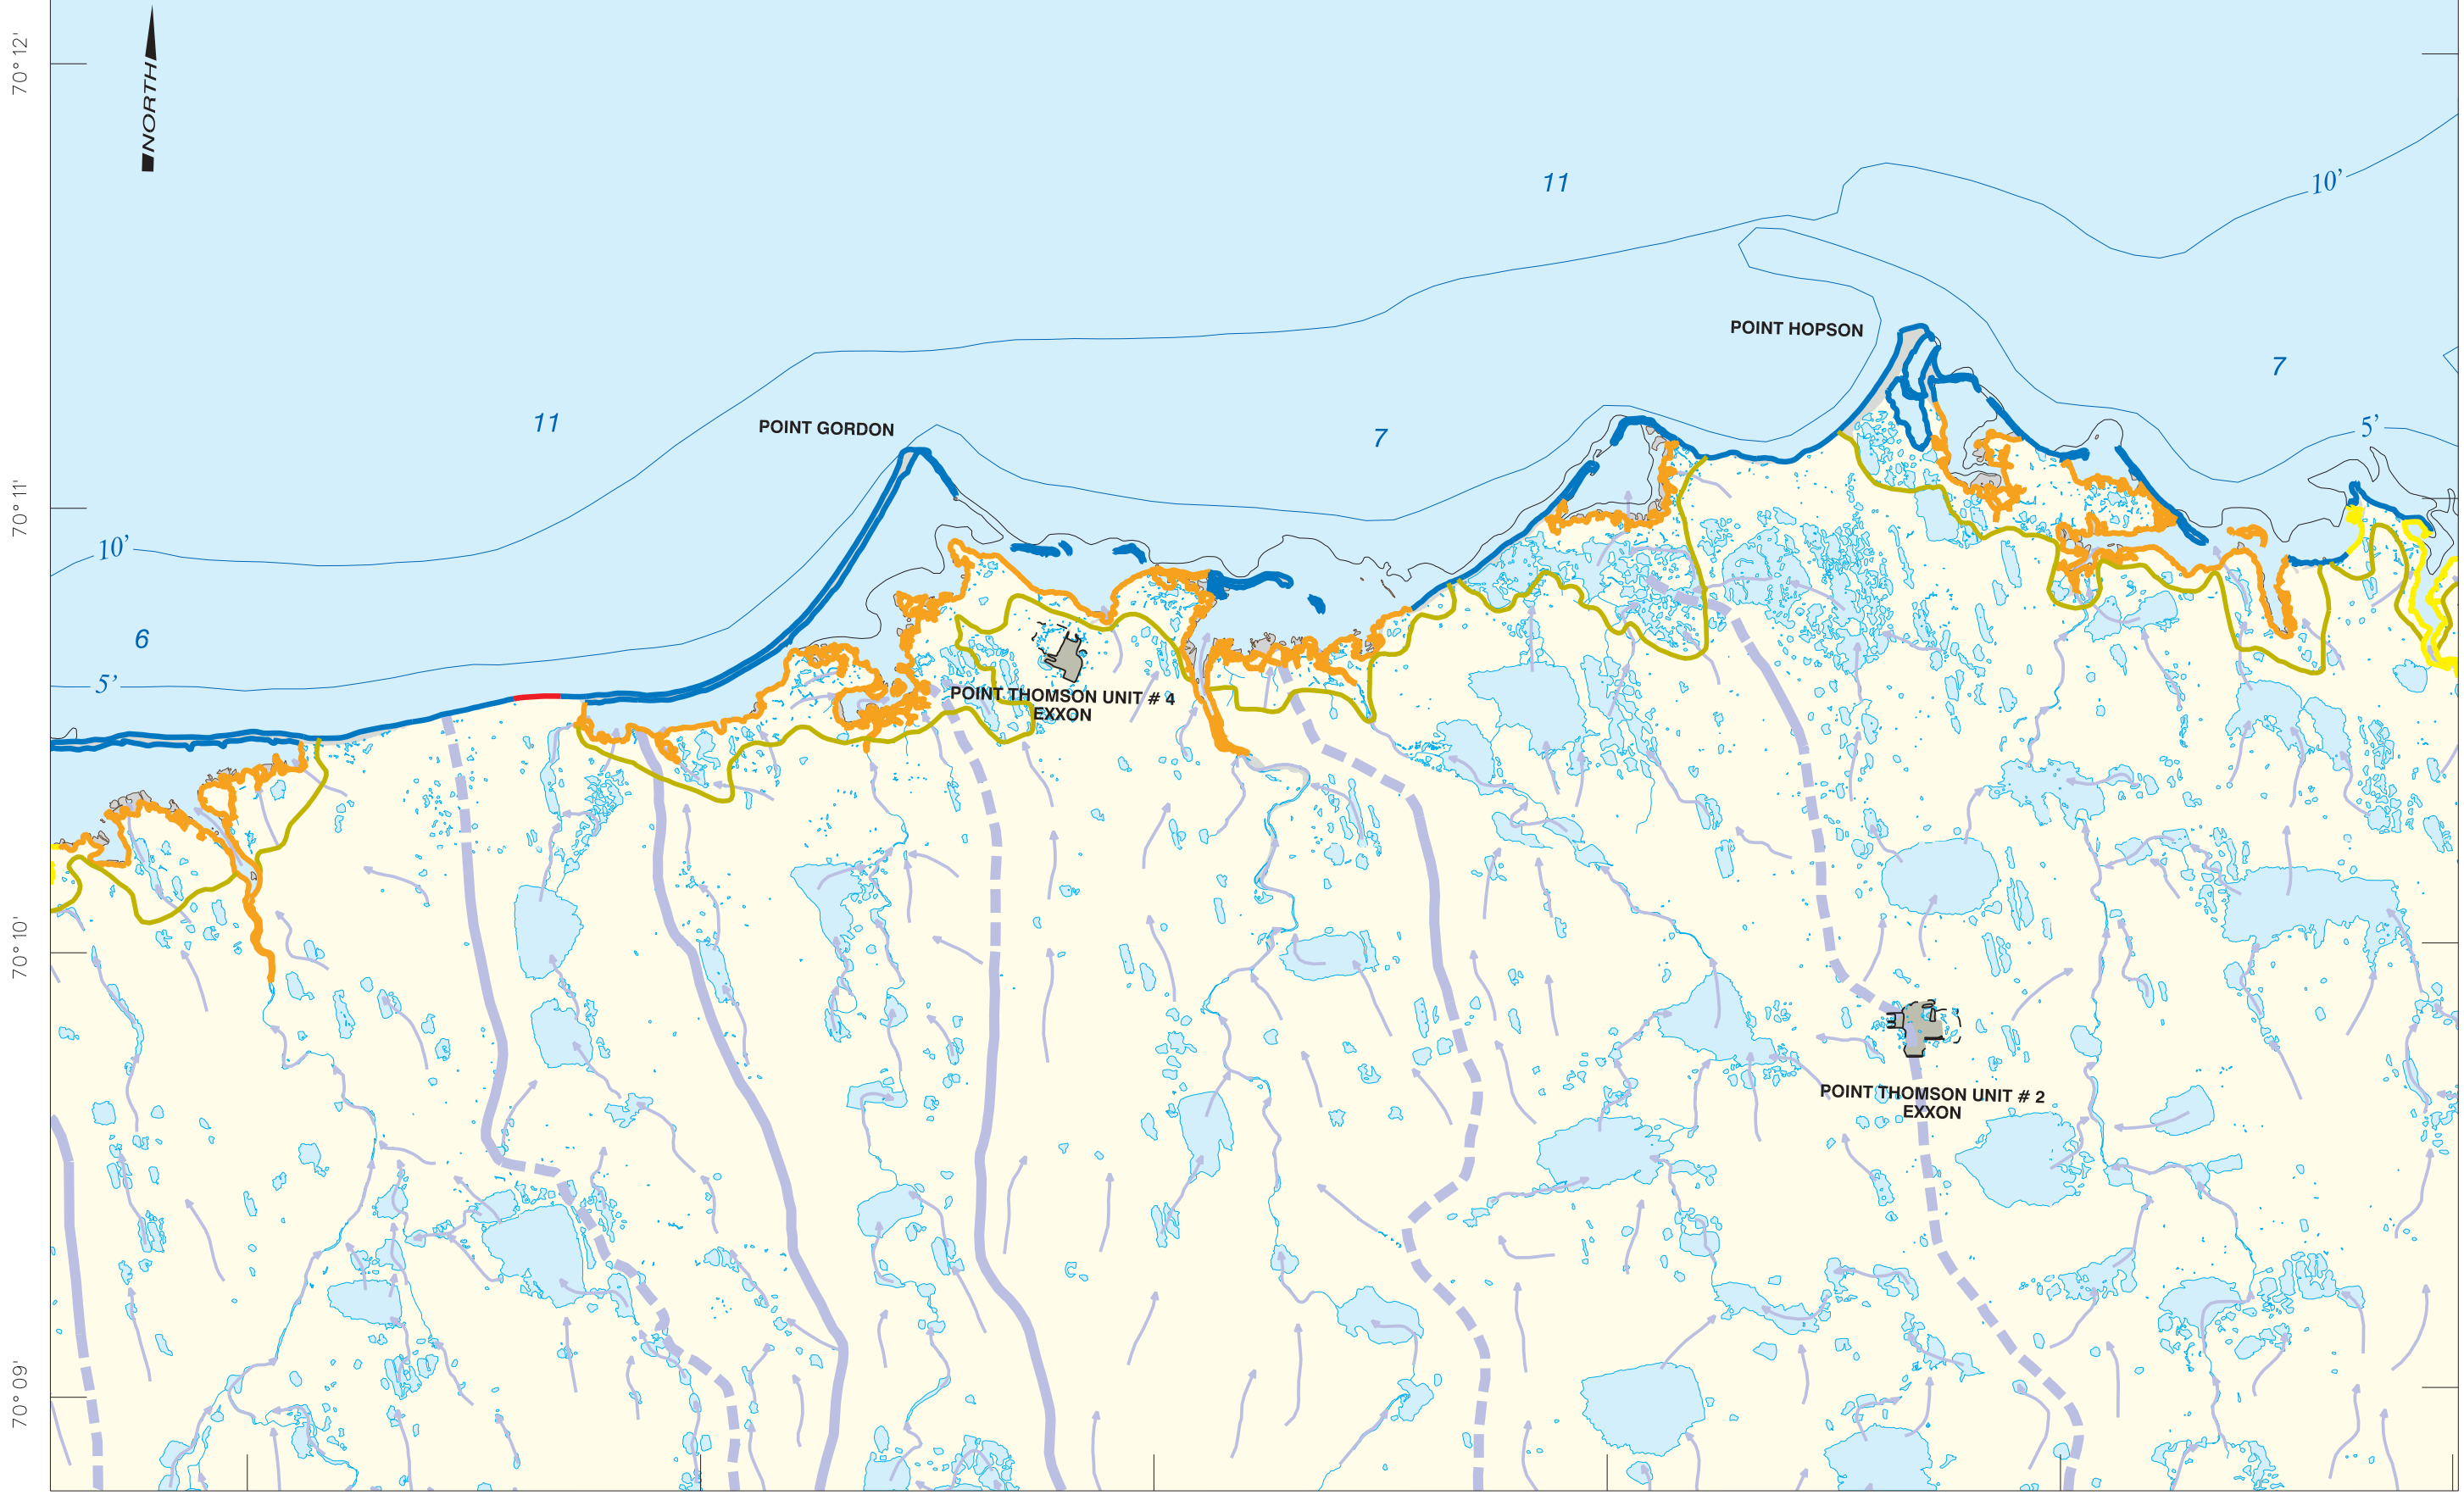 70° 12'
NORTH
11
10'
POINT HOPSON
7
11
POINT GORDON
7
5'
70° 11'
10'
6
5'
POINT THOMSON UNIT # 4
EXXON
70° 10'
POINT THOMSON UNIT # 2
EXXON
70° 09'